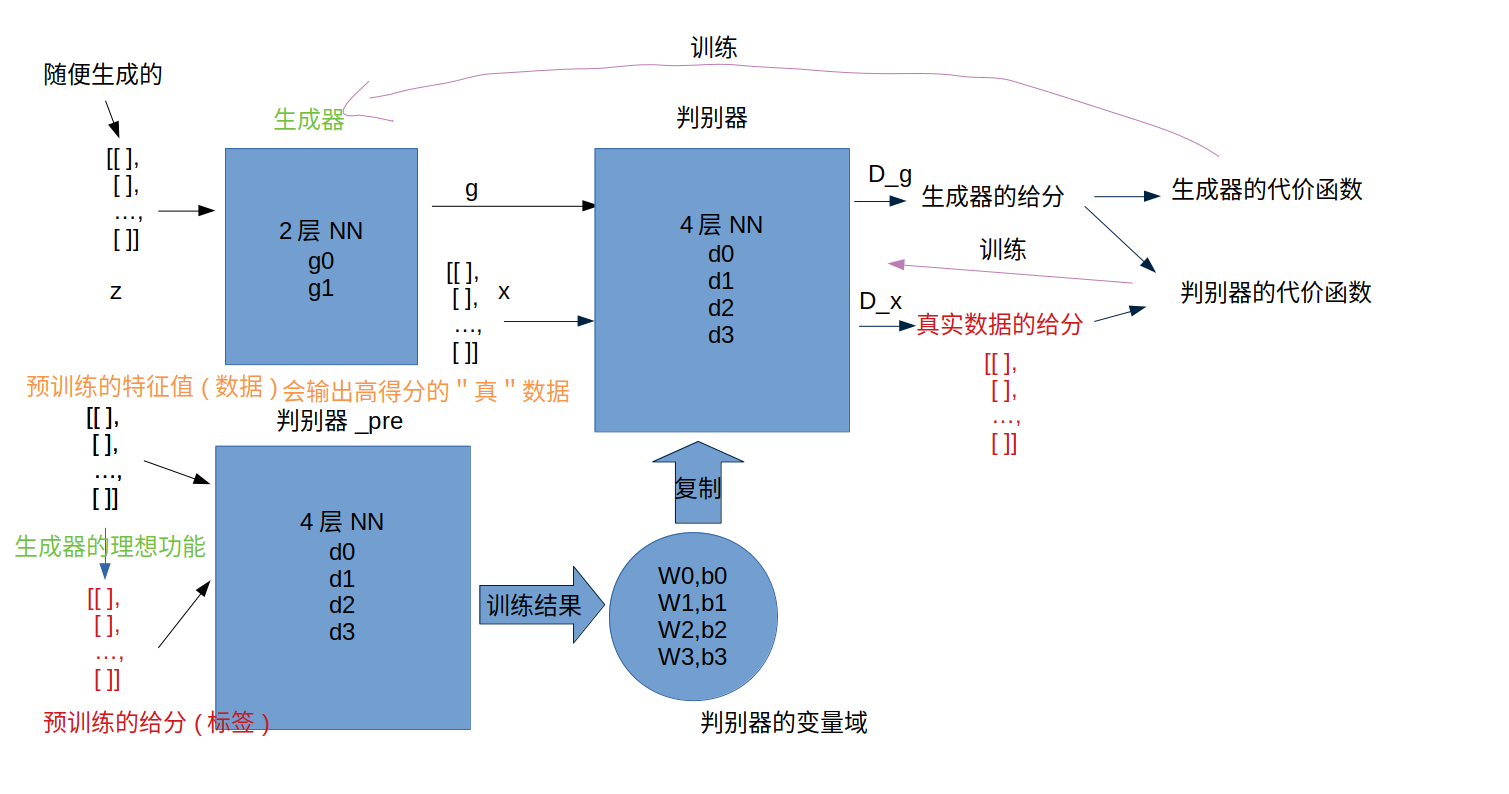 训练
随便生成的
生成器
判别器
[[ ],
[ ],
…,
[ ]]
z
2 层 NN
g0
g1
g
[[ ],
[ ],
…,
[ ]]
x
4 层 NN
d0
d1
d2
d3
D_g
生成器的给分
生成器的代价函数
训练
判别器的代价函数
D_x
真实数据的给分
[[ ],
[ ],
…,
[ ]]
预训练的特征值 ( 数据 )
会输出高得分的 " 真 " 数据
[[ ],
[ ],
…,
[ ]]
判别器 _pre
生成器的理想功能
[[ ],
[ ],
…,
[ ]]
预训练的给分 ( 标签 )
4 层 NN
d0
d1
d2
d3
训练结果
复制
W0,b0
W1,b1
W2,b2
W3,b3
判别器的变量域